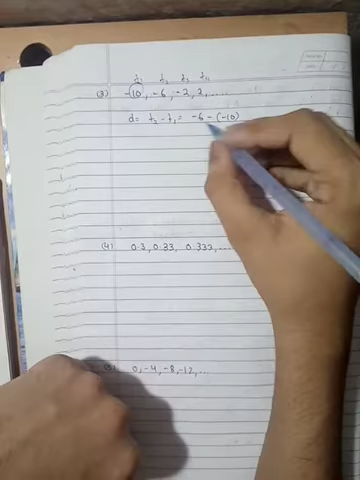 t₁ t₂ t₃ t₄
(3) -10, -6, -2, 2, .....
d = t₂ - t₁ = -6 - (-10)
(4) 0.3, 0.33, 0.333, ....
(5) 0, -4, -8, -12, ...